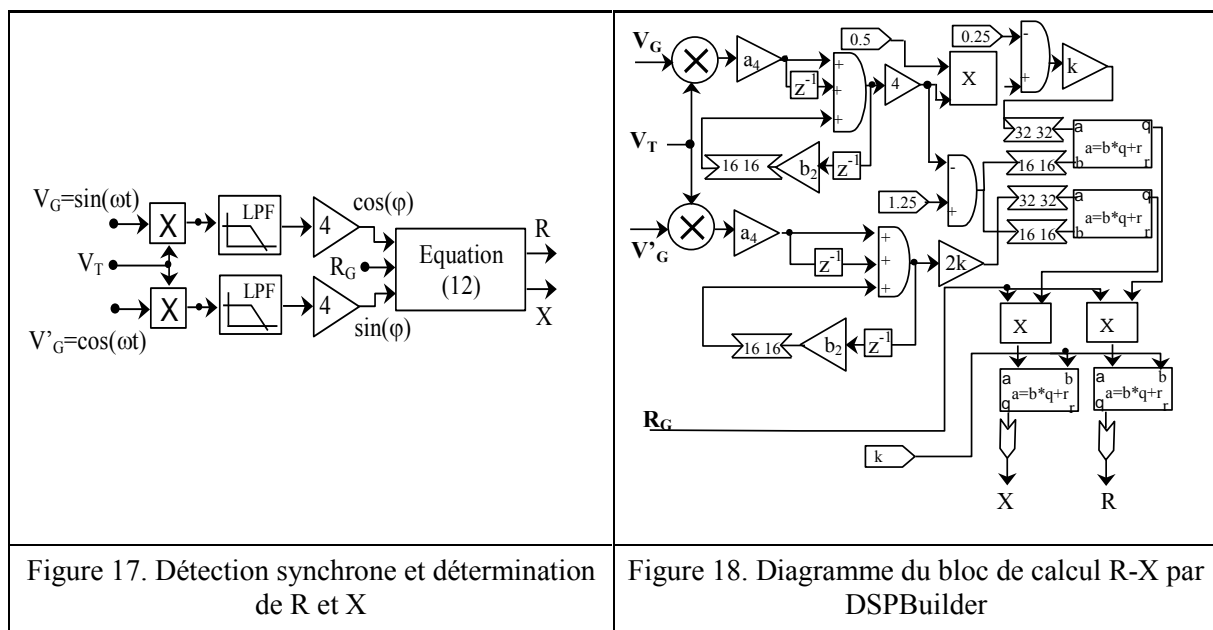 V_G=sin(ωt)
X
LPF
4
cos(φ)
V_T
R_G
Equation
(12)
R
X
X
LPF
4
sin(φ)
V'_G=cos(ωt)
Figure 17. Détection synchrone et détermination
de R et X
V_G
X
a₄
z⁻¹
+
+
+
4
0.5
X
0.25
-
+
k
V_T
16 16
b₂
z⁻¹
32 32
a q
a=b*q+r
b r
16 16
-
1.25
+
32 32
a q
a=b*q+r
b r
16 16
V'_G
X
a₄
z⁻¹
+
+
+
2k
16 16
b₂
z⁻¹
X
X
a b
a=b*q+r
q r
a b
a=b*q+r
q r
R_G
k
X
R
Figure 18. Diagramme du bloc de calcul R-X par
DSPBuilder